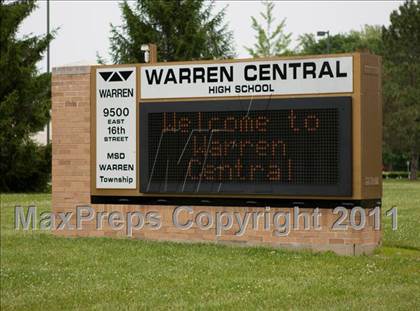 WARREN
9500
EAST
16th
STREET
MSD
WARREN
Township
WARREN CENTRAL
HIGH SCHOOL
Welcome to
Warren
Central
MaxPreps Copyright 2011